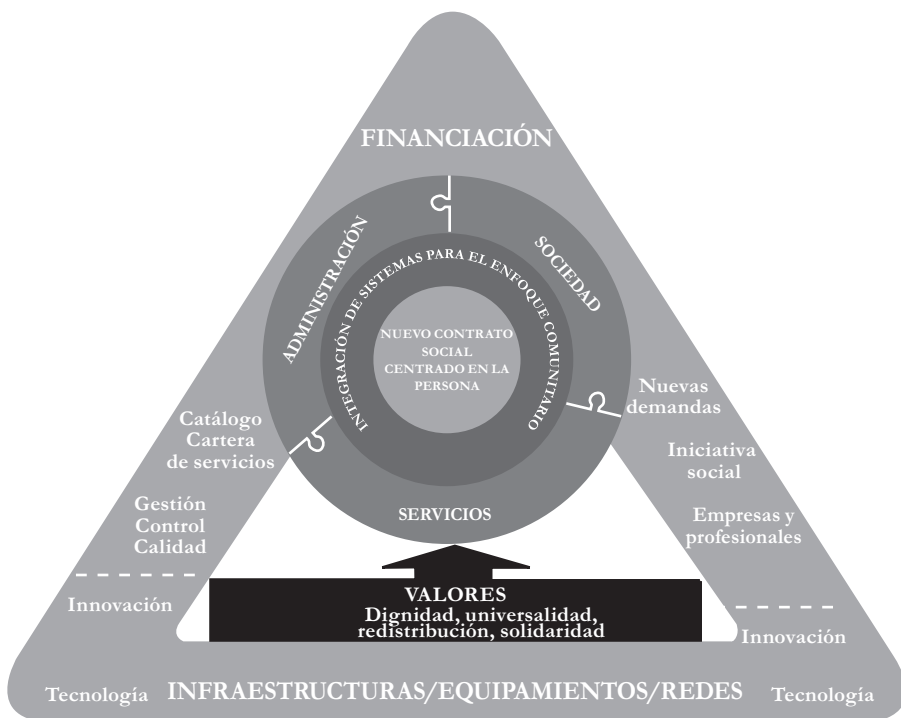 FINANCIACIÓN
ADMINISTRACIÓN
SOCIEDAD
INTEGRACIÓN DE SISTEMAS PARA EL ENFOQUE COMUNITARIO
NUEVO CONTRATO
SOCIAL
CENTRADO EN LA
PERSONA
SERVICIOS
Catálogo
Cartera
de servicios
Gestión
Control
Calidad
Innovación
Nuevas
demandas
Iniciativa
social
Empresas y
profesionales
Innovación
VALORES
Dignidad, universalidad,
redistribución, solidaridad
Tecnología
INFRAESTRUCTURAS/EQUIPAMIENTOS/REDES
Tecnología